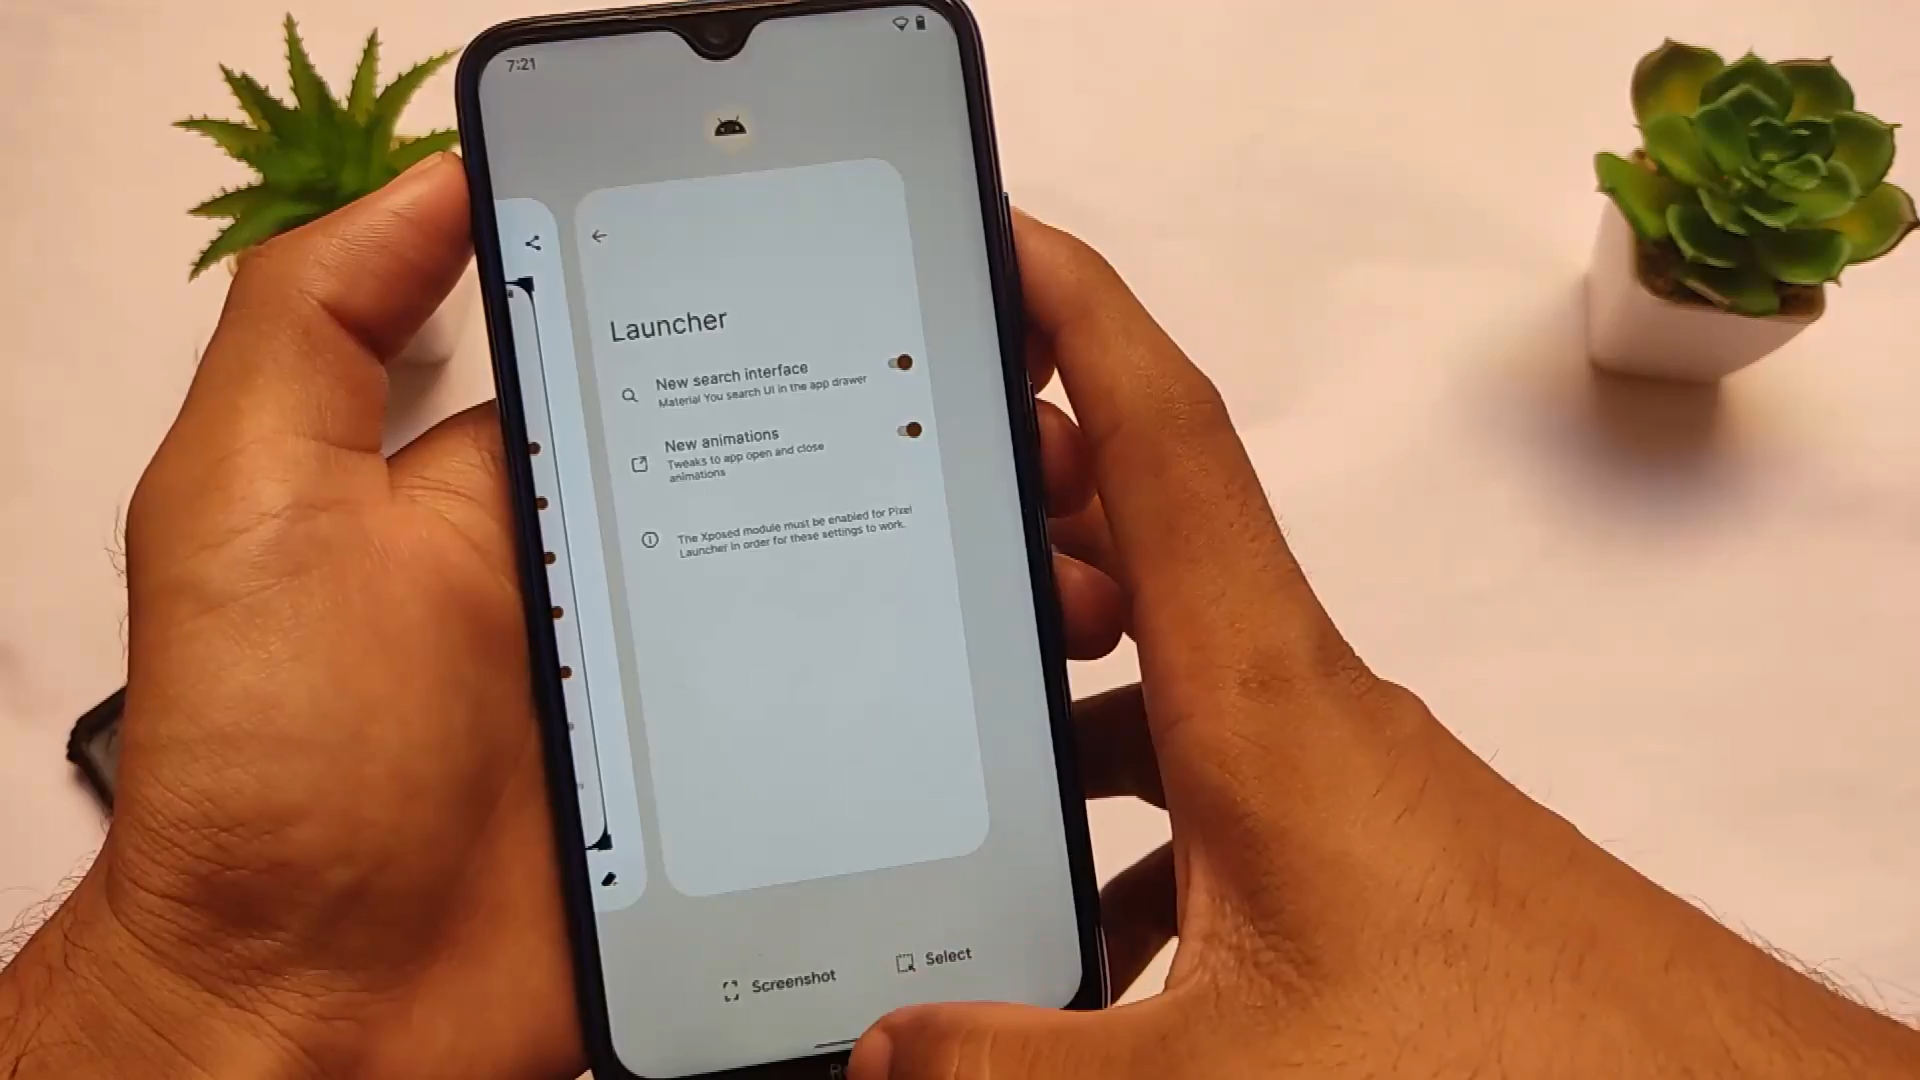 7:21
Launcher
New search interface
Material You search UI in the app drawer
New animations
Tweaks to app open and close
animations
The Xposed module must be enabled for Pixel
Launcher in order for these settings to work.
Screenshot
Select